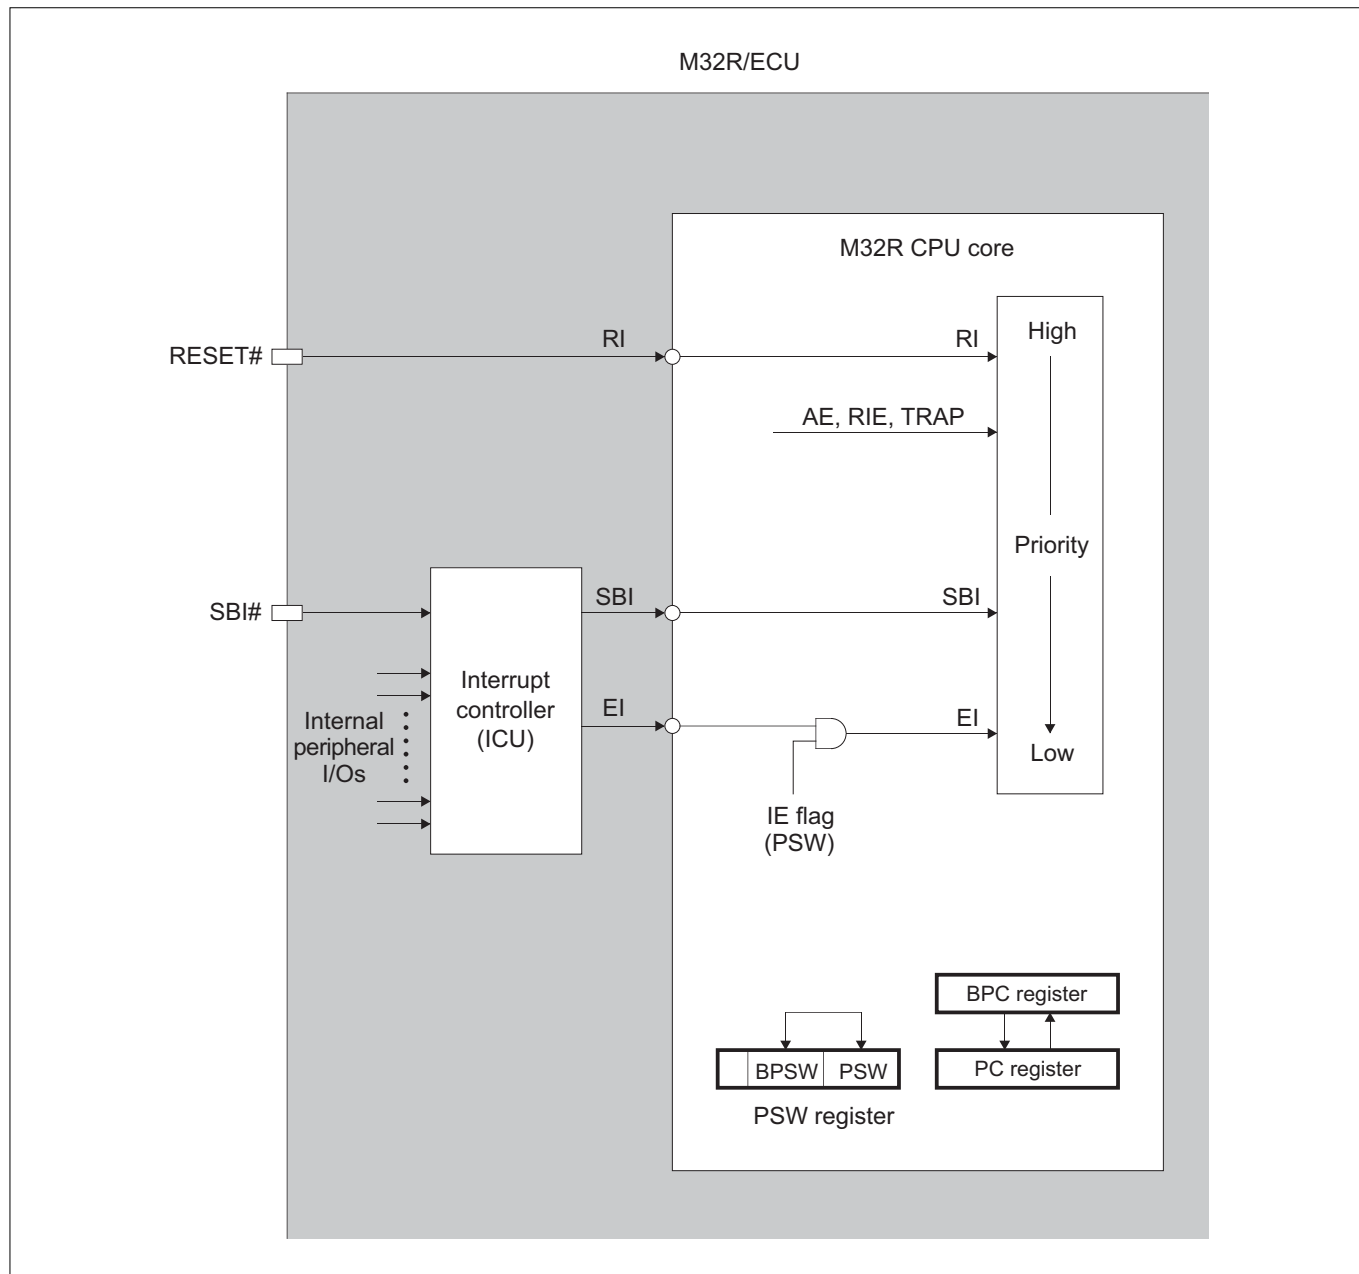 M32R/ECU
M32R CPU core
RESET#
RI
RI
High
AE, RIE, TRAP
Priority
SBI#
SBI
SBI
Interrupt
controller
(ICU)
EI
EI
Internal
peripheral
I/Os
Low
IE flag
(PSW)
BPC register
BPSW
PSW
PC register
PSW register